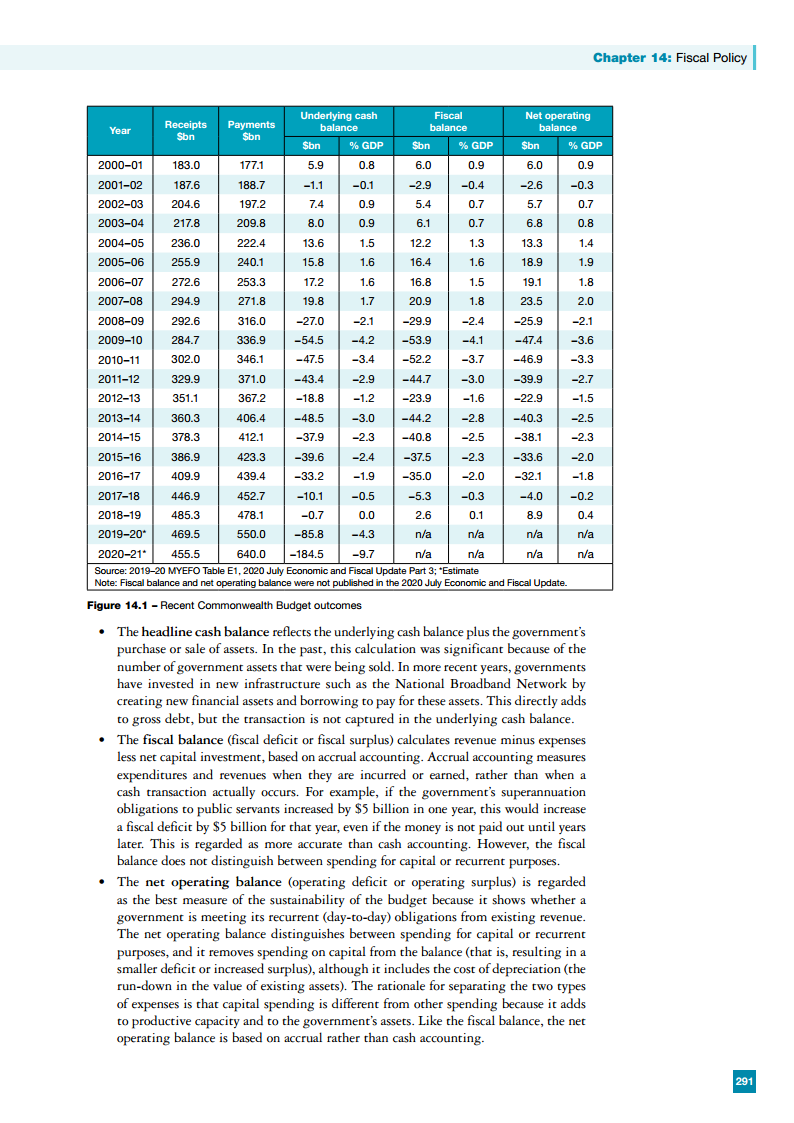 Chapter 14: Fiscal Policy
Year Receipts $bn Payments $bn Underlying cash balance Fiscal balance Net operating balance
$bn % GDP $bn % GDP $bn % GDP
2000–01 183.0 177.1 5.9 0.8 6.0 0.9 6.0 0.9
2001–02 187.6 188.7 –1.1 –0.1 –2.9 –0.4 –2.6 –0.3
2002–03 204.6 197.2 7.4 0.9 5.4 0.7 5.7 0.7
2003–04 217.8 209.8 8.0 0.9 6.1 0.7 6.8 0.8
2004–05 236.0 222.4 13.6 1.5 12.2 1.3 13.3 1.4
2005–06 255.9 240.1 15.8 1.6 16.4 1.6 18.9 1.9
2006–07 272.6 253.3 17.2 1.6 16.8 1.5 19.1 1.8
2007–08 294.9 271.8 19.8 1.7 20.9 1.8 23.5 2.0
2008–09 292.6 316.0 –27.0 –2.1 –29.9 –2.4 –25.9 –2.1
2009–10 284.7 336.9 –54.5 –4.2 –53.9 –4.1 –47.4 –3.6
2010–11 302.0 346.1 –47.5 –3.4 –52.2 –3.7 –46.9 –3.3
2011–12 329.9 371.0 –43.4 –2.9 –44.7 –3.0 –39.9 –2.7
2012–13 351.1 367.2 –18.8 –1.2 –23.9 –1.6 –22.9 –1.5
2013–14 360.3 406.4 –48.5 –3.0 –44.2 –2.8 –40.3 –2.5
2014–15 378.3 412.1 –37.9 –2.3 –40.8 –2.5 –38.1 –2.3
2015–16 386.9 423.3 –39.6 –2.4 –37.5 –2.3 –33.6 –2.0
2016–17 409.9 439.4 –33.2 –1.9 –35.0 –2.0 –32.1 –1.8
2017–18 446.9 452.7 –10.1 –0.5 –5.3 –0.3 –4.0 –0.2
2018–19 485.3 478.1 –0.7 0.0 2.6 0.1 8.9 0.4
2019–20* 469.5 550.0 –85.8 –4.3 n/a n/a n/a n/a
2020–21* 455.5 640.0 –184.5 –9.7 n/a n/a n/a n/a
Source: 2019–20 MYEFO Table E1, 2020 July Economic and Fiscal Update Part 3; *Estimate
Note: Fiscal balance and net operating balance were not published in the 2020 July Economic and Fiscal Update.
Figure 14.1 – Recent Commonwealth Budget outcomes
• The headline cash balance reflects the underlying cash balance plus the government's
purchase or sale of assets. In the past, this calculation was significant because of the
number of government assets that were being sold. In more recent years, governments
have invested in new infrastructure such as the National Broadband Network by
creating new financial assets and borrowing to pay for these assets. This directly adds
to gross debt, but the transaction is not captured in the underlying cash balance.
• The fiscal balance (fiscal deficit or fiscal surplus) calculates revenue minus expenses
less net capital investment, based on accrual accounting. Accrual accounting measures
expenditures and revenues when they are incurred or earned, rather than when a
cash transaction actually occurs. For example, if the government's superannuation
obligations to public servants increased by $5 billion in one year, this would increase
a fiscal deficit by $5 billion for that year, even if the money is not paid out until years
later. This is regarded as more accurate than cash accounting. However, the fiscal
balance does not distinguish between spending for capital or recurrent purposes.
• The net operating balance (operating deficit or operating surplus) is regarded
as the best measure of the sustainability of the budget because it shows whether a
government is meeting its recurrent (day-to-day) obligations from existing revenue.
The net operating balance distinguishes between spending for capital or recurrent
purposes, and it removes spending on capital from the balance (that is, resulting in a
smaller deficit or increased surplus), although it includes the cost of depreciation (the
run-down in the value of existing assets). The rationale for separating the two types
of expenses is that capital spending is different from other spending because it adds
to productive capacity and to the government's assets. Like the fiscal balance, the net
operating balance is based on accrual rather than cash accounting.
291